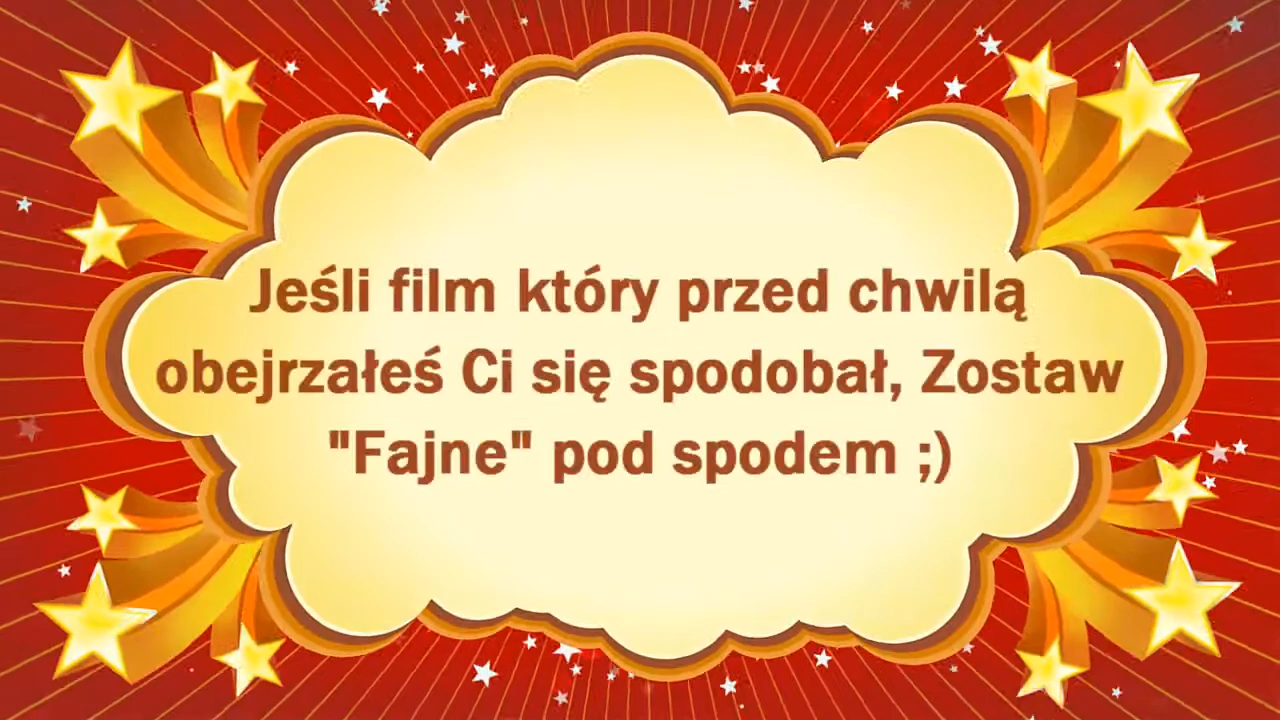 Jeśli film który przed chwilą
obejrzałeś Ci się spodobał, Zostaw
"Fajne" pod spodem ;)